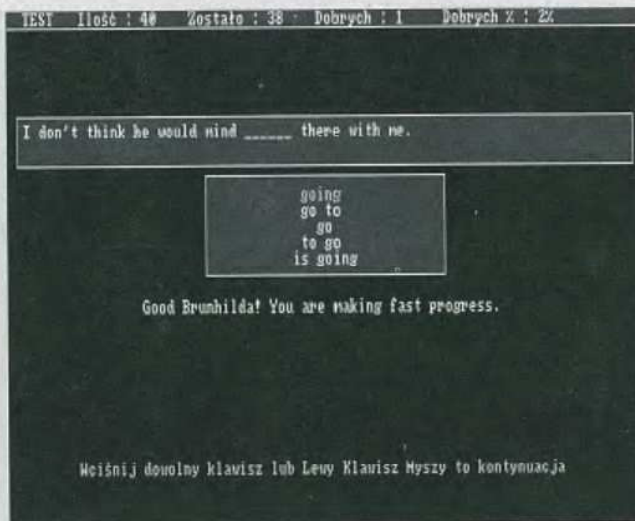 TEST Ilość : 40 Zostało : 38 Dobrych : 1 Dobrych % : 2%
I don't think he would mind ______ there with me.
going
go to
go
to go
is going
Good Brunhilda! You are making fast progress.
Wciśnij dowolny klawisz lub Lewy Klawisz Myszy to kontynuacja